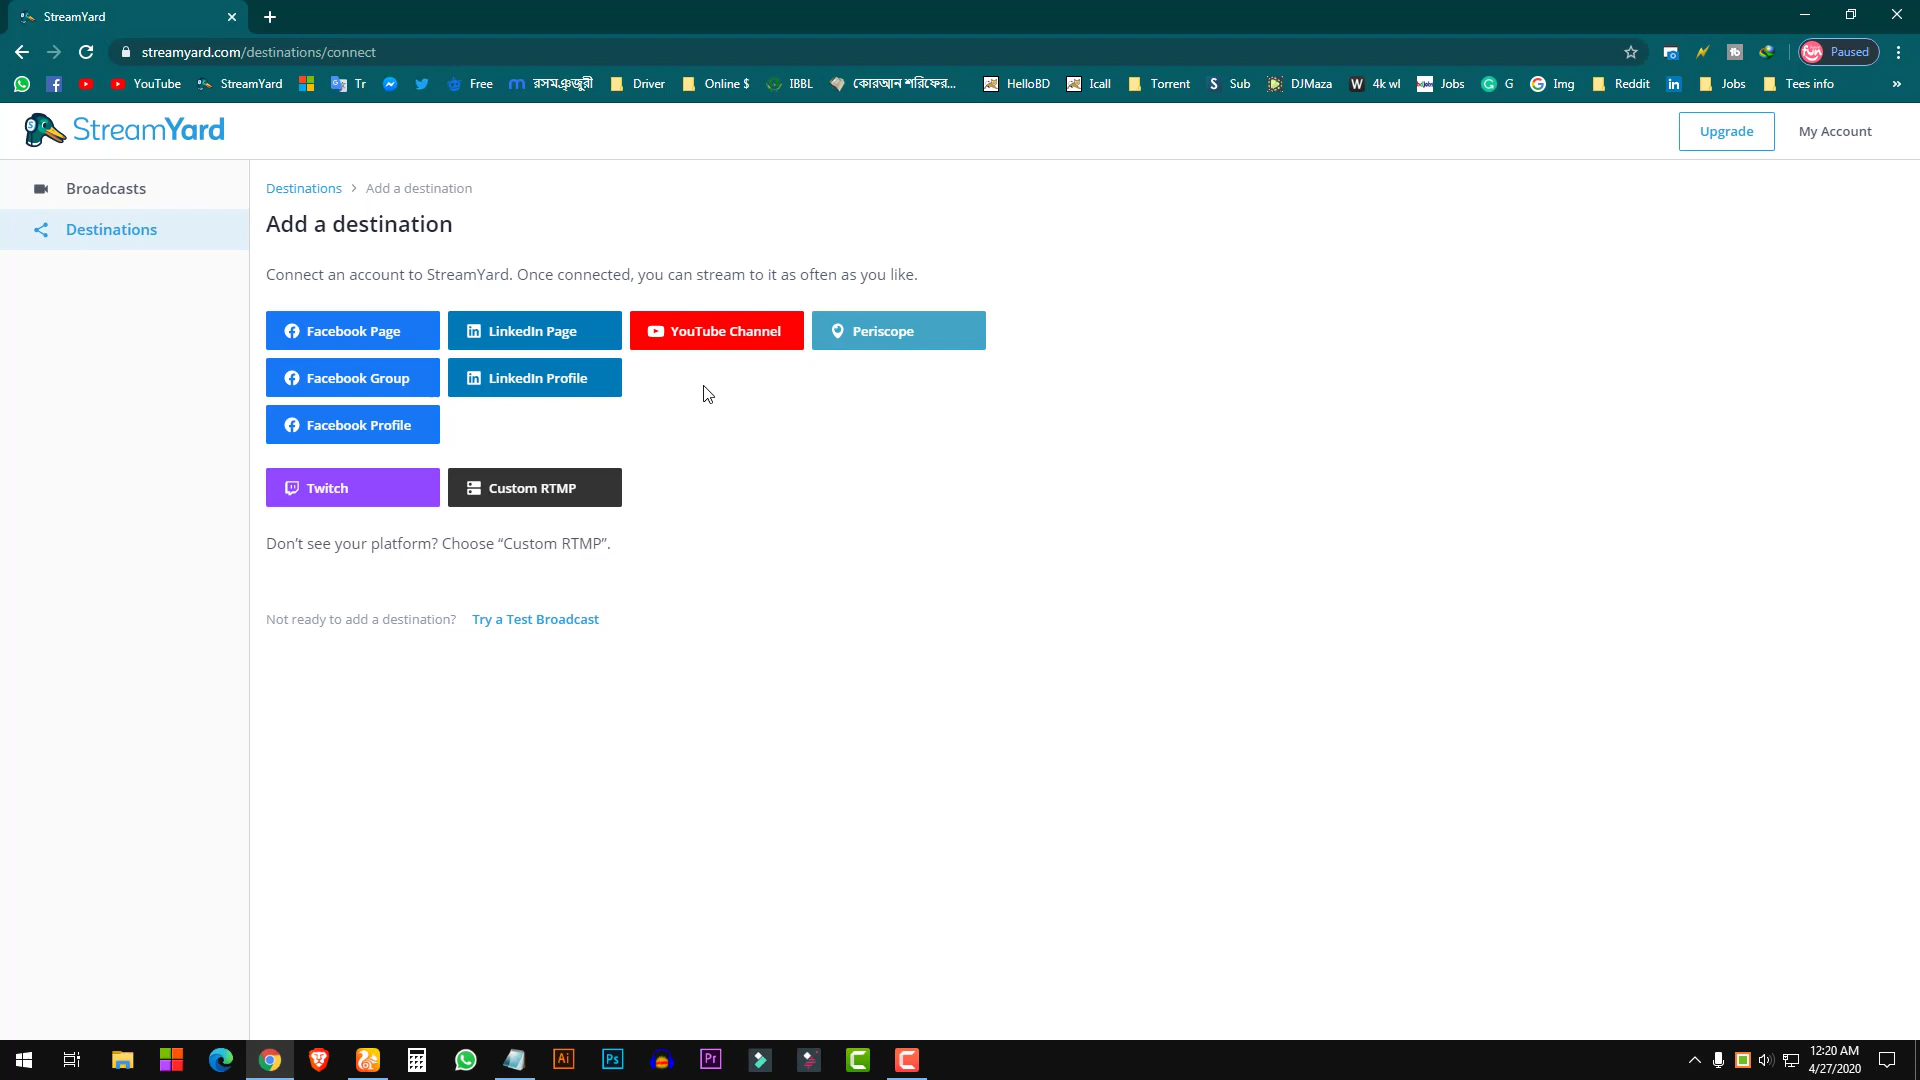 StreamYard
streamyard.com/destinations/connect
Paused
YouTube StreamYard Tr Free রসমঞ্জুরী Driver Online $ IBBL কোরআন শরিফের... HelloBD Icall Torrent Sub DJMaza 4k wl Jobs G Img Reddit Jobs Tees info »
StreamYard
Upgrade My Account
Broadcasts
Destinations
Destinations > Add a destination
Add a destination
Connect an account to StreamYard. Once connected, you can stream to it as often as you like.
Facebook Page LinkedIn Page YouTube Channel Periscope
Facebook Group LinkedIn Profile
Facebook Profile
Twitch Custom RTMP
Don’t see your platform? Choose “Custom RTMP”.
Not ready to add a destination? Try a Test Broadcast
Ai Ps Pr
12:20 AM
4/27/2020